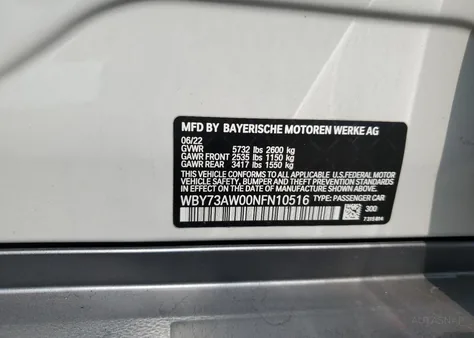 MFD BY BAYERISCHE MOTOREN WERKE AG
06/22
GVWR 5732 lbs 2600 kg
GAWR FRONT 2535 lbs 1150 kg
GAWR REAR 3417 lbs 1550 kg
THIS VEHICLE CONFORMS TO ALL APPLICABLE U.S.FEDERAL MOTOR
VEHICLE SAFETY, BUMPER, AND THEFT PREVENTION STANDARDS
IN EFFECT ON THE DATE OF MANUFACTURE SHOWN ABOVE.
WBY73AW00NFN10516 TYPE: PASSENGER CAR
300